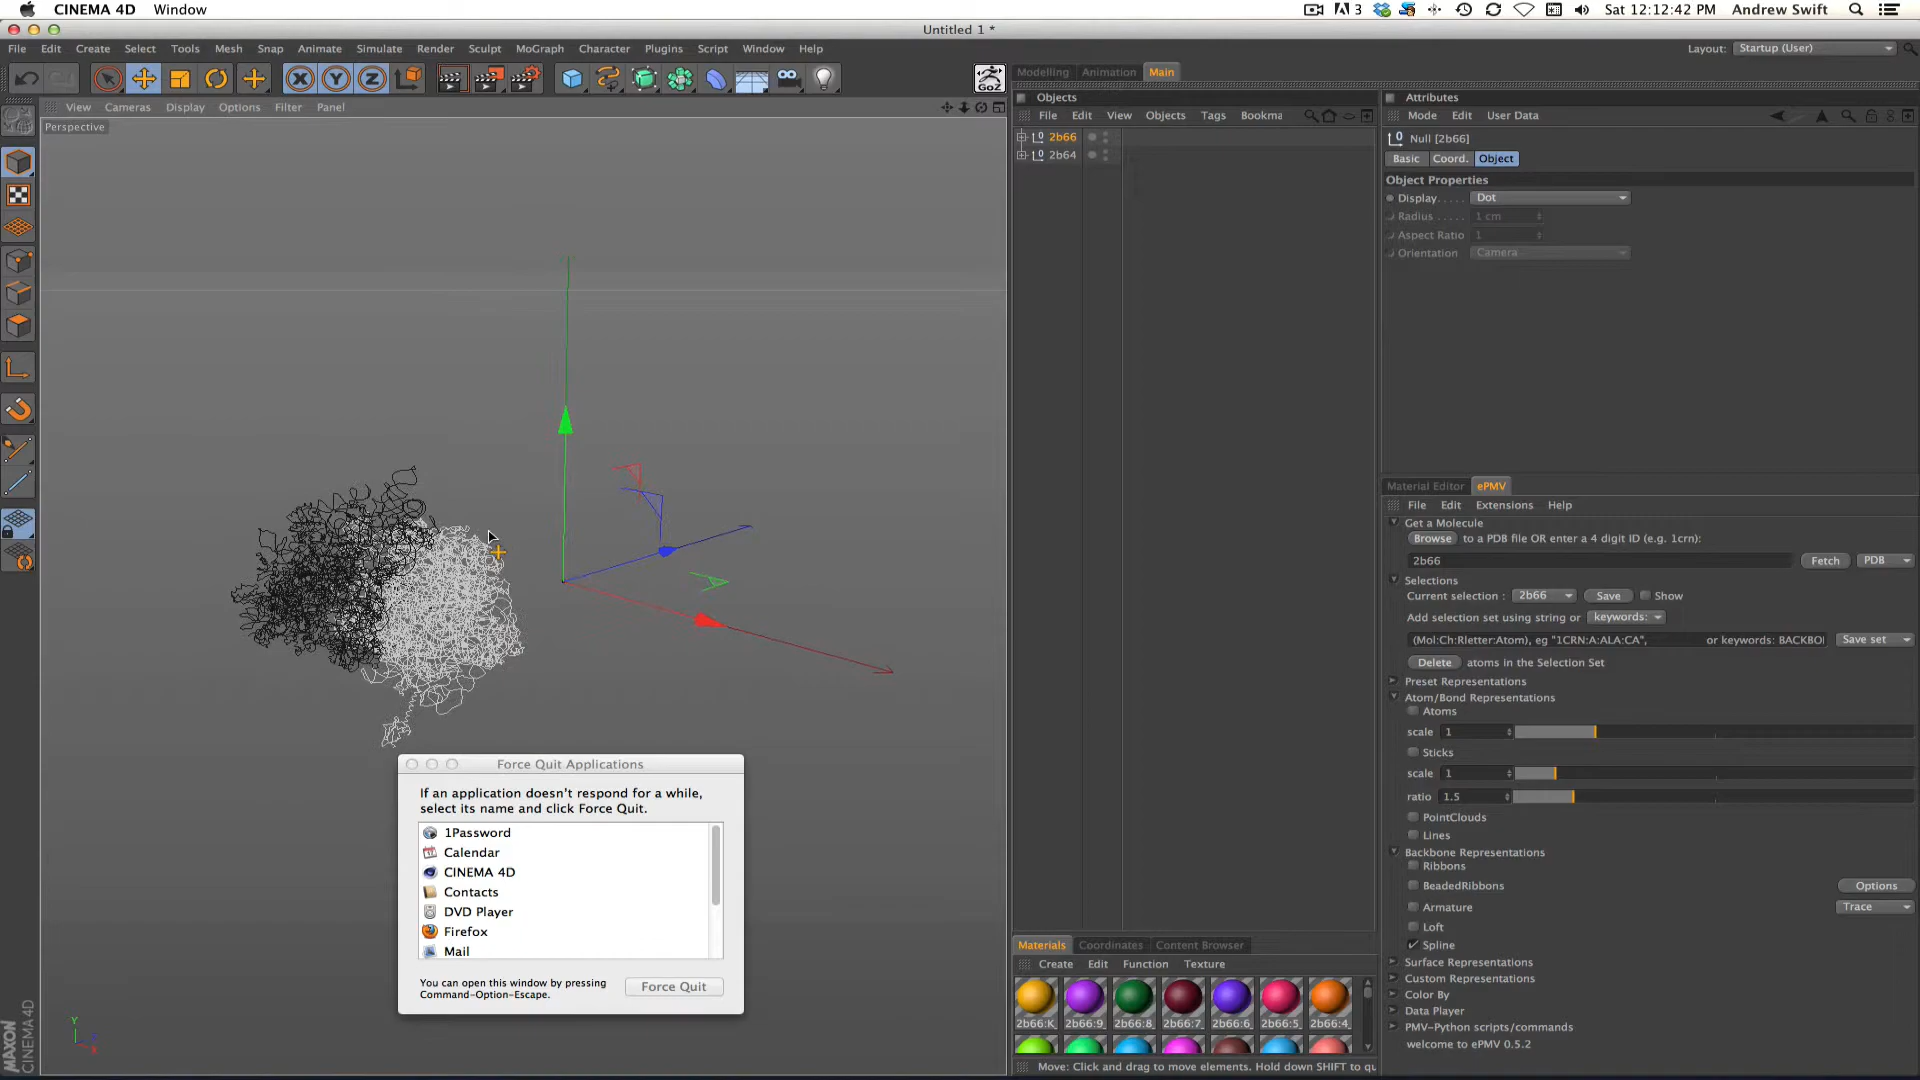 CINEMA 4D Window
3 Sat 12:12:42 PM Andrew Swift
Untitled 1 *
File Edit Create Select Tools Mesh Snap Animate Simulate Render Sculpt MoGraph Character Plugins Script Window Help
Layout: Startup (User)
X Y Z
GoZ
Modelling Animation Main
View Cameras Display Options Filter Panel
Perspective
Objects
File Edit View Objects Tags Bookma
2b66
2b64
Attributes
Mode Edit User Data
Null [2b66]
Basic Coord. Object
Object Properties
Display. . . . . Dot
Radius . . . . . 1 cm
Aspect Ratio 1
Orientation Camera
Material Editor ePMV
File Edit Extensions Help
Get a Molecule
Browse to a PDB file OR enter a 4 digit ID (e.g. 1crn):
2b66 Fetch PDB
Selections
Current selection : 2b66 Save Show
Add selection set using string or keywords:
(Mol:Ch:Rletter:Atom), eg "1CRN:A:ALA:CA", or keywords: BACKBOI Save set
Delete atoms in the Selection Set
Preset Representations
Atom/Bond Representations
Atoms
scale 1
Sticks
scale 1
ratio 1.5
PointClouds
Lines
Backbone Representations
Ribbons
BeadedRibbons Options
Armature Trace
Loft
Spline
Surface Representations
Custom Representations
Color By
Data Player
PMV-Python scripts/commands
welcome to ePMV 0.5.2
Force Quit Applications
If an application doesn't respond for a while,
select its name and click Force Quit.
1Password
Calendar
CINEMA 4D
Contacts
DVD Player
Firefox
Mail
You can open this window by pressing
Command-Option-Escape.
Force Quit
Materials Coordinates Content Browser
Create Edit Function Texture
2b66:K 2b66:9 2b66:8 2b66:7 2b66:6 2b66:5 2b66:4
Move: Click and drag to move elements. Hold down SHIFT to qu
Y
X
MAXON
CINEMA 4D